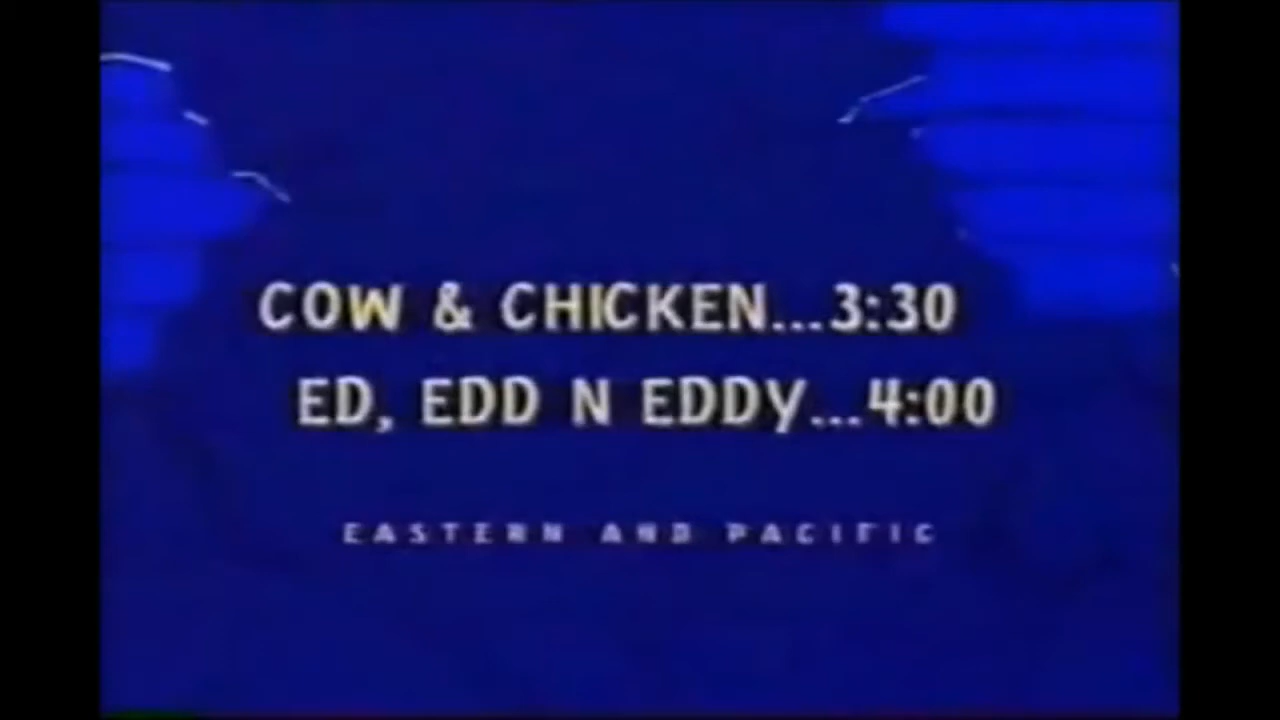 COW & CHICKEN...3:30
ED, EDD N EDDY...4:00
EASTERN AND PACIFIC